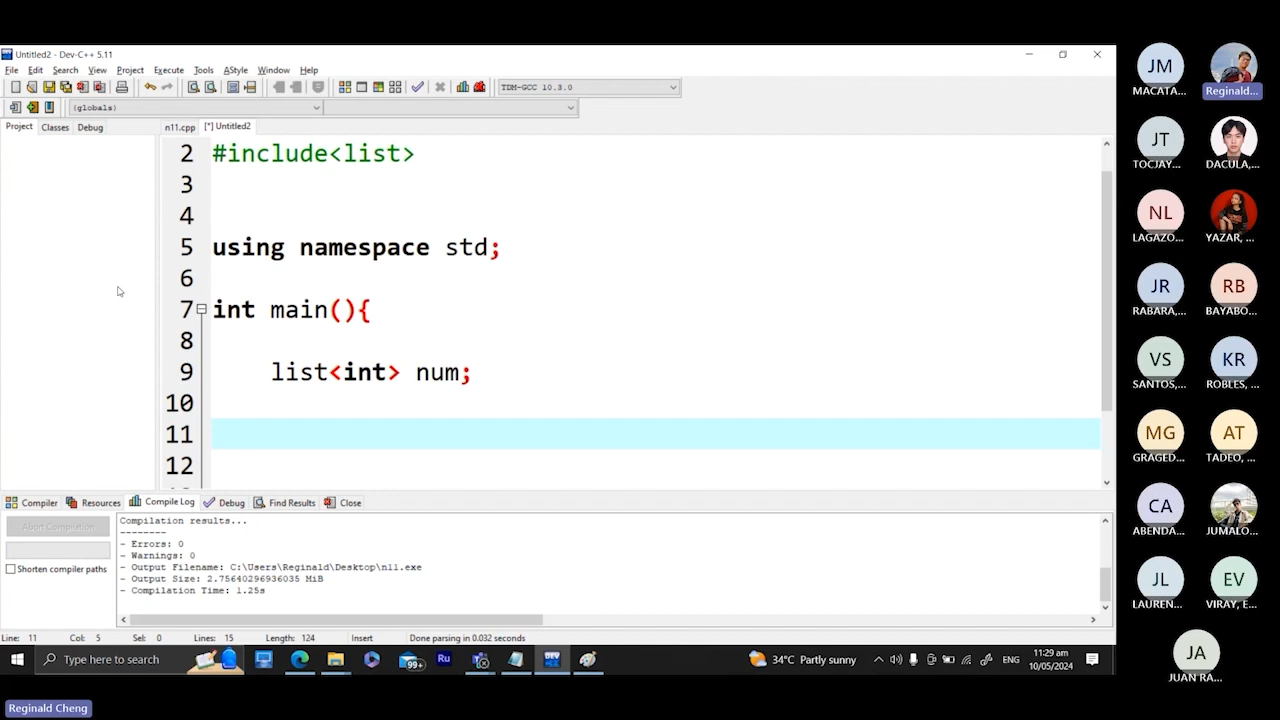 Untitled2 - Dev-C++ 5.11
File Edit Search View Project Execute Tools AStyle Window Help
TDM-GCC 10.3.0
(globals)
Project Classes Debug
n11.cpp [*] Untitled2
2 #include<list>
3
4
5 using namespace std;
6
7 int main(){
8
9 list<int> num;
10
11
12
Compiler Resources Compile Log Debug Find Results Close
Abort Compilation
Shorten compiler paths
Compilation results...
--------
- Errors: 0
- Warnings: 0
- Output Filename: C:\Users\Reginald\Desktop\n11.exe
- Output Size: 2.75640296936035 MiB
- Compilation Time: 1.25s
Line: 11 Col: 5 Sel: 0 Lines: 15 Length: 124 Insert Done parsing in 0.032 seconds
Type here to search
99+
Ru
DEV
34°C Partly sunny
ENG
11:29 am
10/05/2024
Reginald Cheng
JM
MACATA...
Reginald...
JT
TOCJAY...
DACULA,...
NL
LAGAZO...
YAZAR, ...
JR
RABARA,...
RB
BAYABO...
VS
SANTOS,...
KR
ROBLES, ...
MG
GRAGED...
AT
TADEO, ...
CA
ABENDA...
JUMALO...
JL
LAUREN...
EV
VIRAY, E...
JA
JUAN RA...